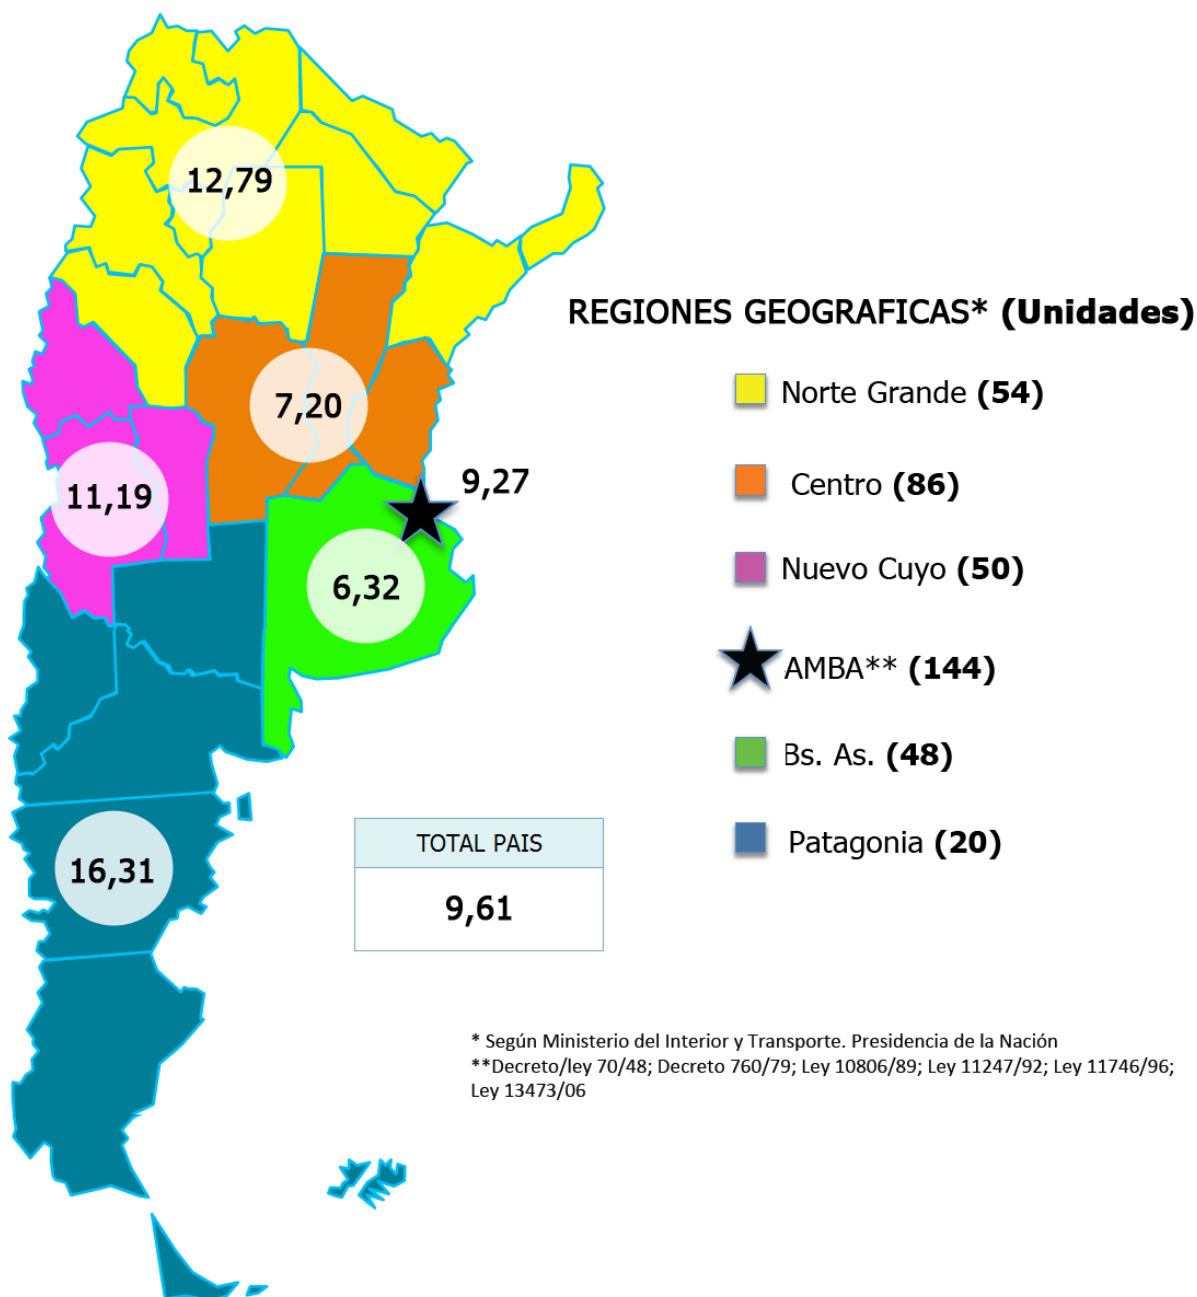 12,79
7,20
11,19
9,27
6,32
16,31
REGIONES GEOGRAFICAS* (Unidades)
Norte Grande (54)
Centro (86)
Nuevo Cuyo (50)
AMBA** (144)
Bs. As. (48)
Patagonia (20)
TOTAL PAIS
9,61
* Según Ministerio del Interior y Transporte. Presidencia de la Nación
**Decreto/ley 70/48; Decreto 760/79; Ley 10806/89; Ley 11247/92; Ley 11746/96;
Ley 13473/06